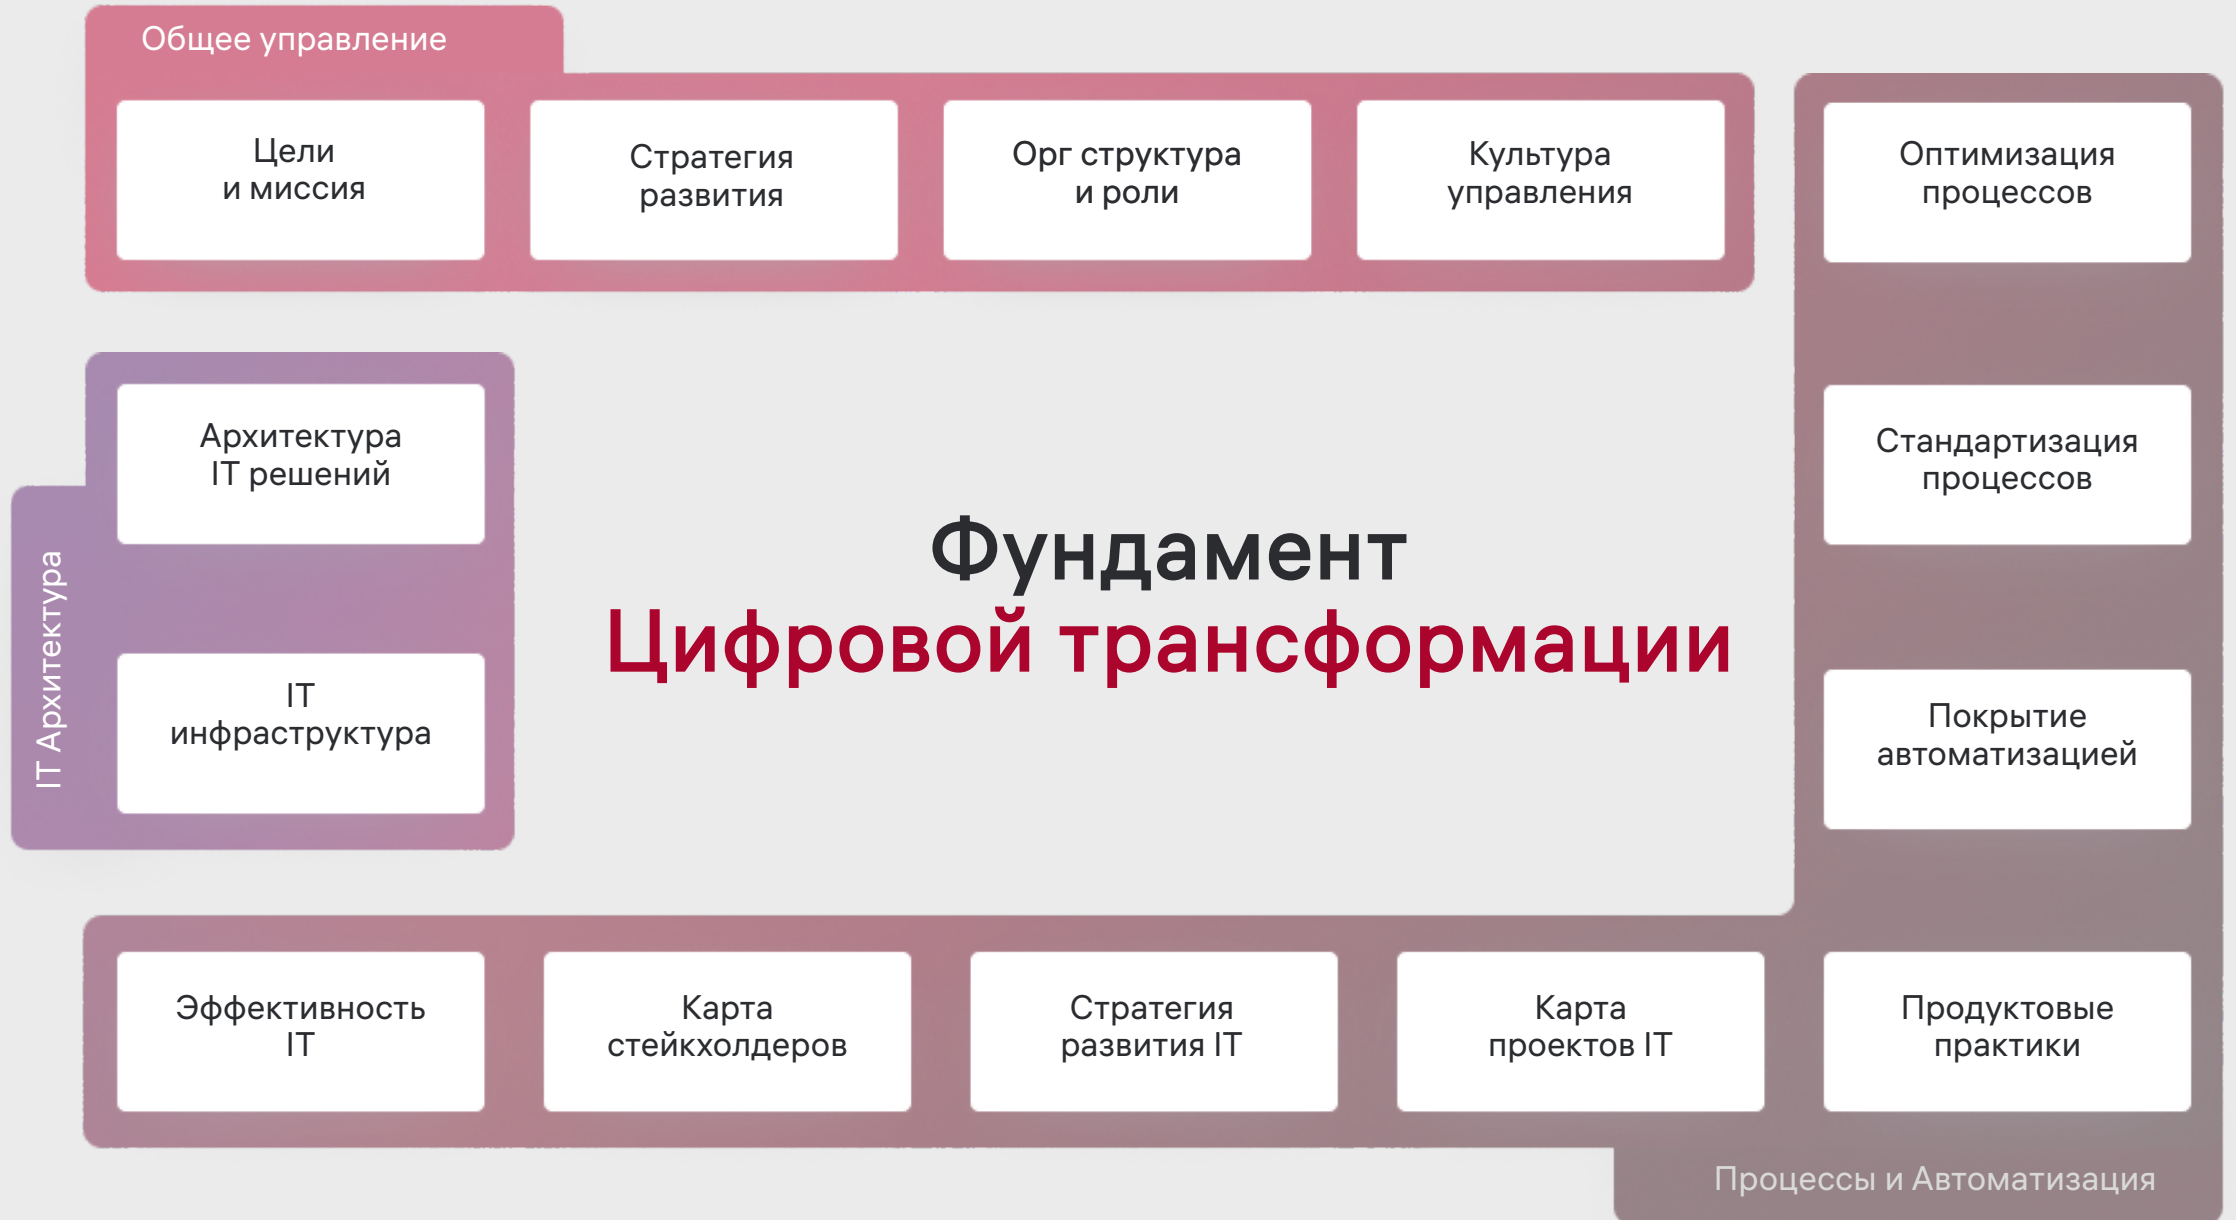 Общее управление
Цели
и миссия
Стратегия
развития
Орг структура
и роли
Культура
управления
Оптимизация
процессов
IT Архитектура
Архитектура
IT решений
IT
инфраструктура
Фундамент
Цифровой трансформации
Стандартизация
процессов
Покрытие
автоматизацией
Эффективность
IT
Карта
стейкхолдеров
Стратегия
развития IT
Карта
проектов IT
Продуктовые
практики
Процессы и Автоматизация